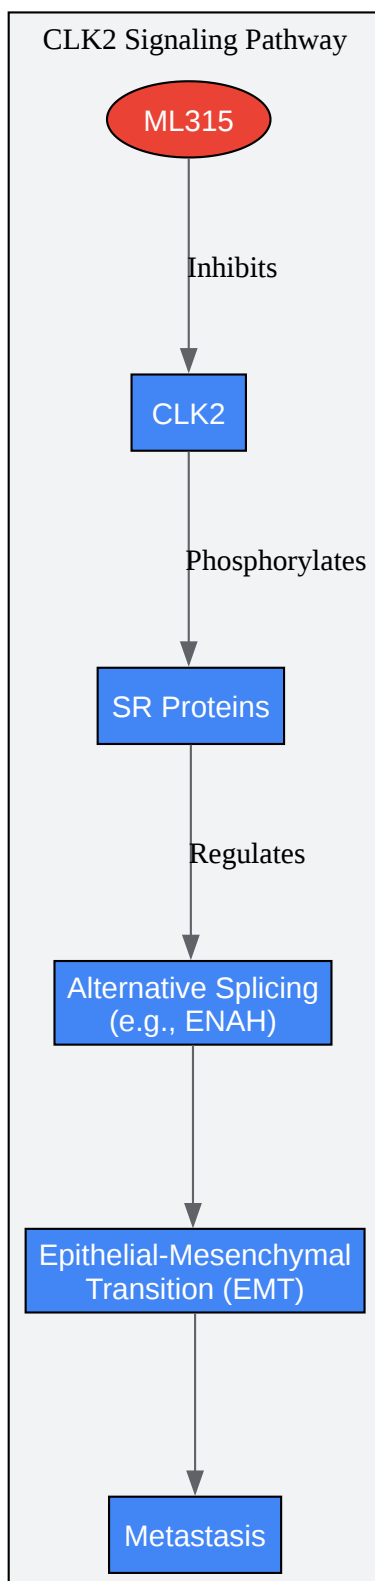 CLK2 Signaling Pathway
ML315
Inhibits
CLK2
Phosphorylates
SR Proteins
Regulates
Alternative Splicing
(e.g., ENAH)
Epithelial-Mesenchymal
Transition (EMT)
Metastasis